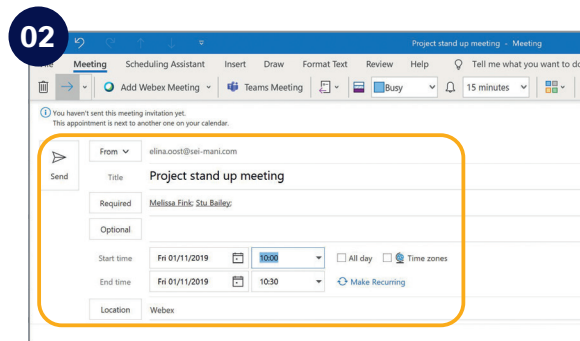 02
Project stand up meeting - Meeting
Meeting Scheduling Assistant Insert Draw Format Text Review Help Tell me what you want to do
Add Webex Meeting Teams Meeting Busy 15 minutes
You haven't sent this meeting invitation yet.
This appointment is next to another one on your calendar.
From elina.oost@sei-mani.com
Send Title Project stand up meeting
Required Melissa Fink; Stu Bailey;
Optional
Start time Fri 01/11/2019 10:00 All day Time zones
End time Fri 01/11/2019 10:30 Make Recurring
Location Webex